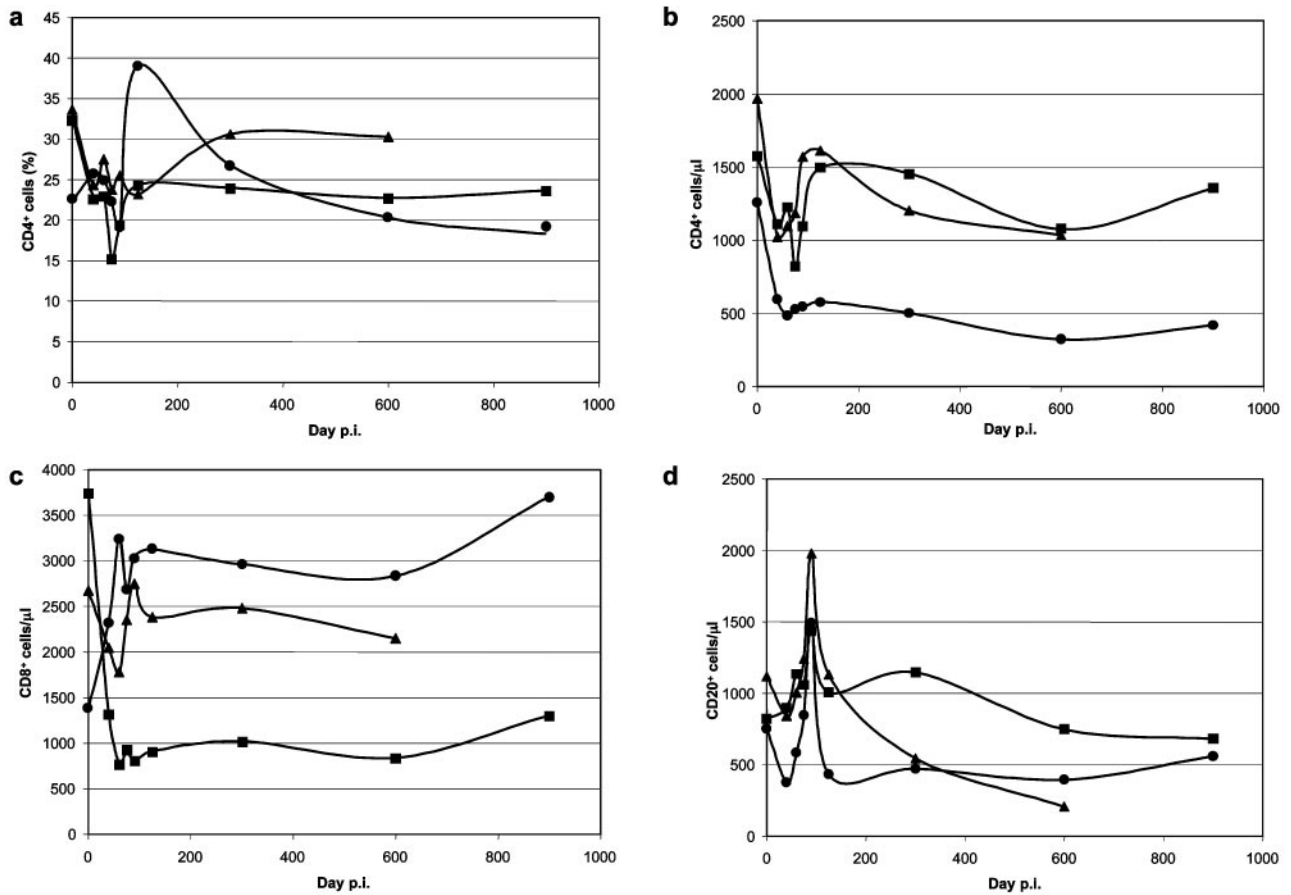 a
CD4⁺ cells (%)
45
40
35
30
25
20
15
10
5
0
0 200 400 600 800 1000
Day p.i.
b
CD4⁺ cells/µl
2500
2000
1500
1000
500
0
0 200 400 600 800 1000
Day p.i.
c
CD8⁺ cells/µl
4000
3500
3000
2500
2000
1500
1000
500
0
0 200 400 600 800 1000
Day p.i.
d
CD20⁺ cells/µl
2500
2000
1500
1000
500
0
0 200 400 600 800 1000
Day p.i.